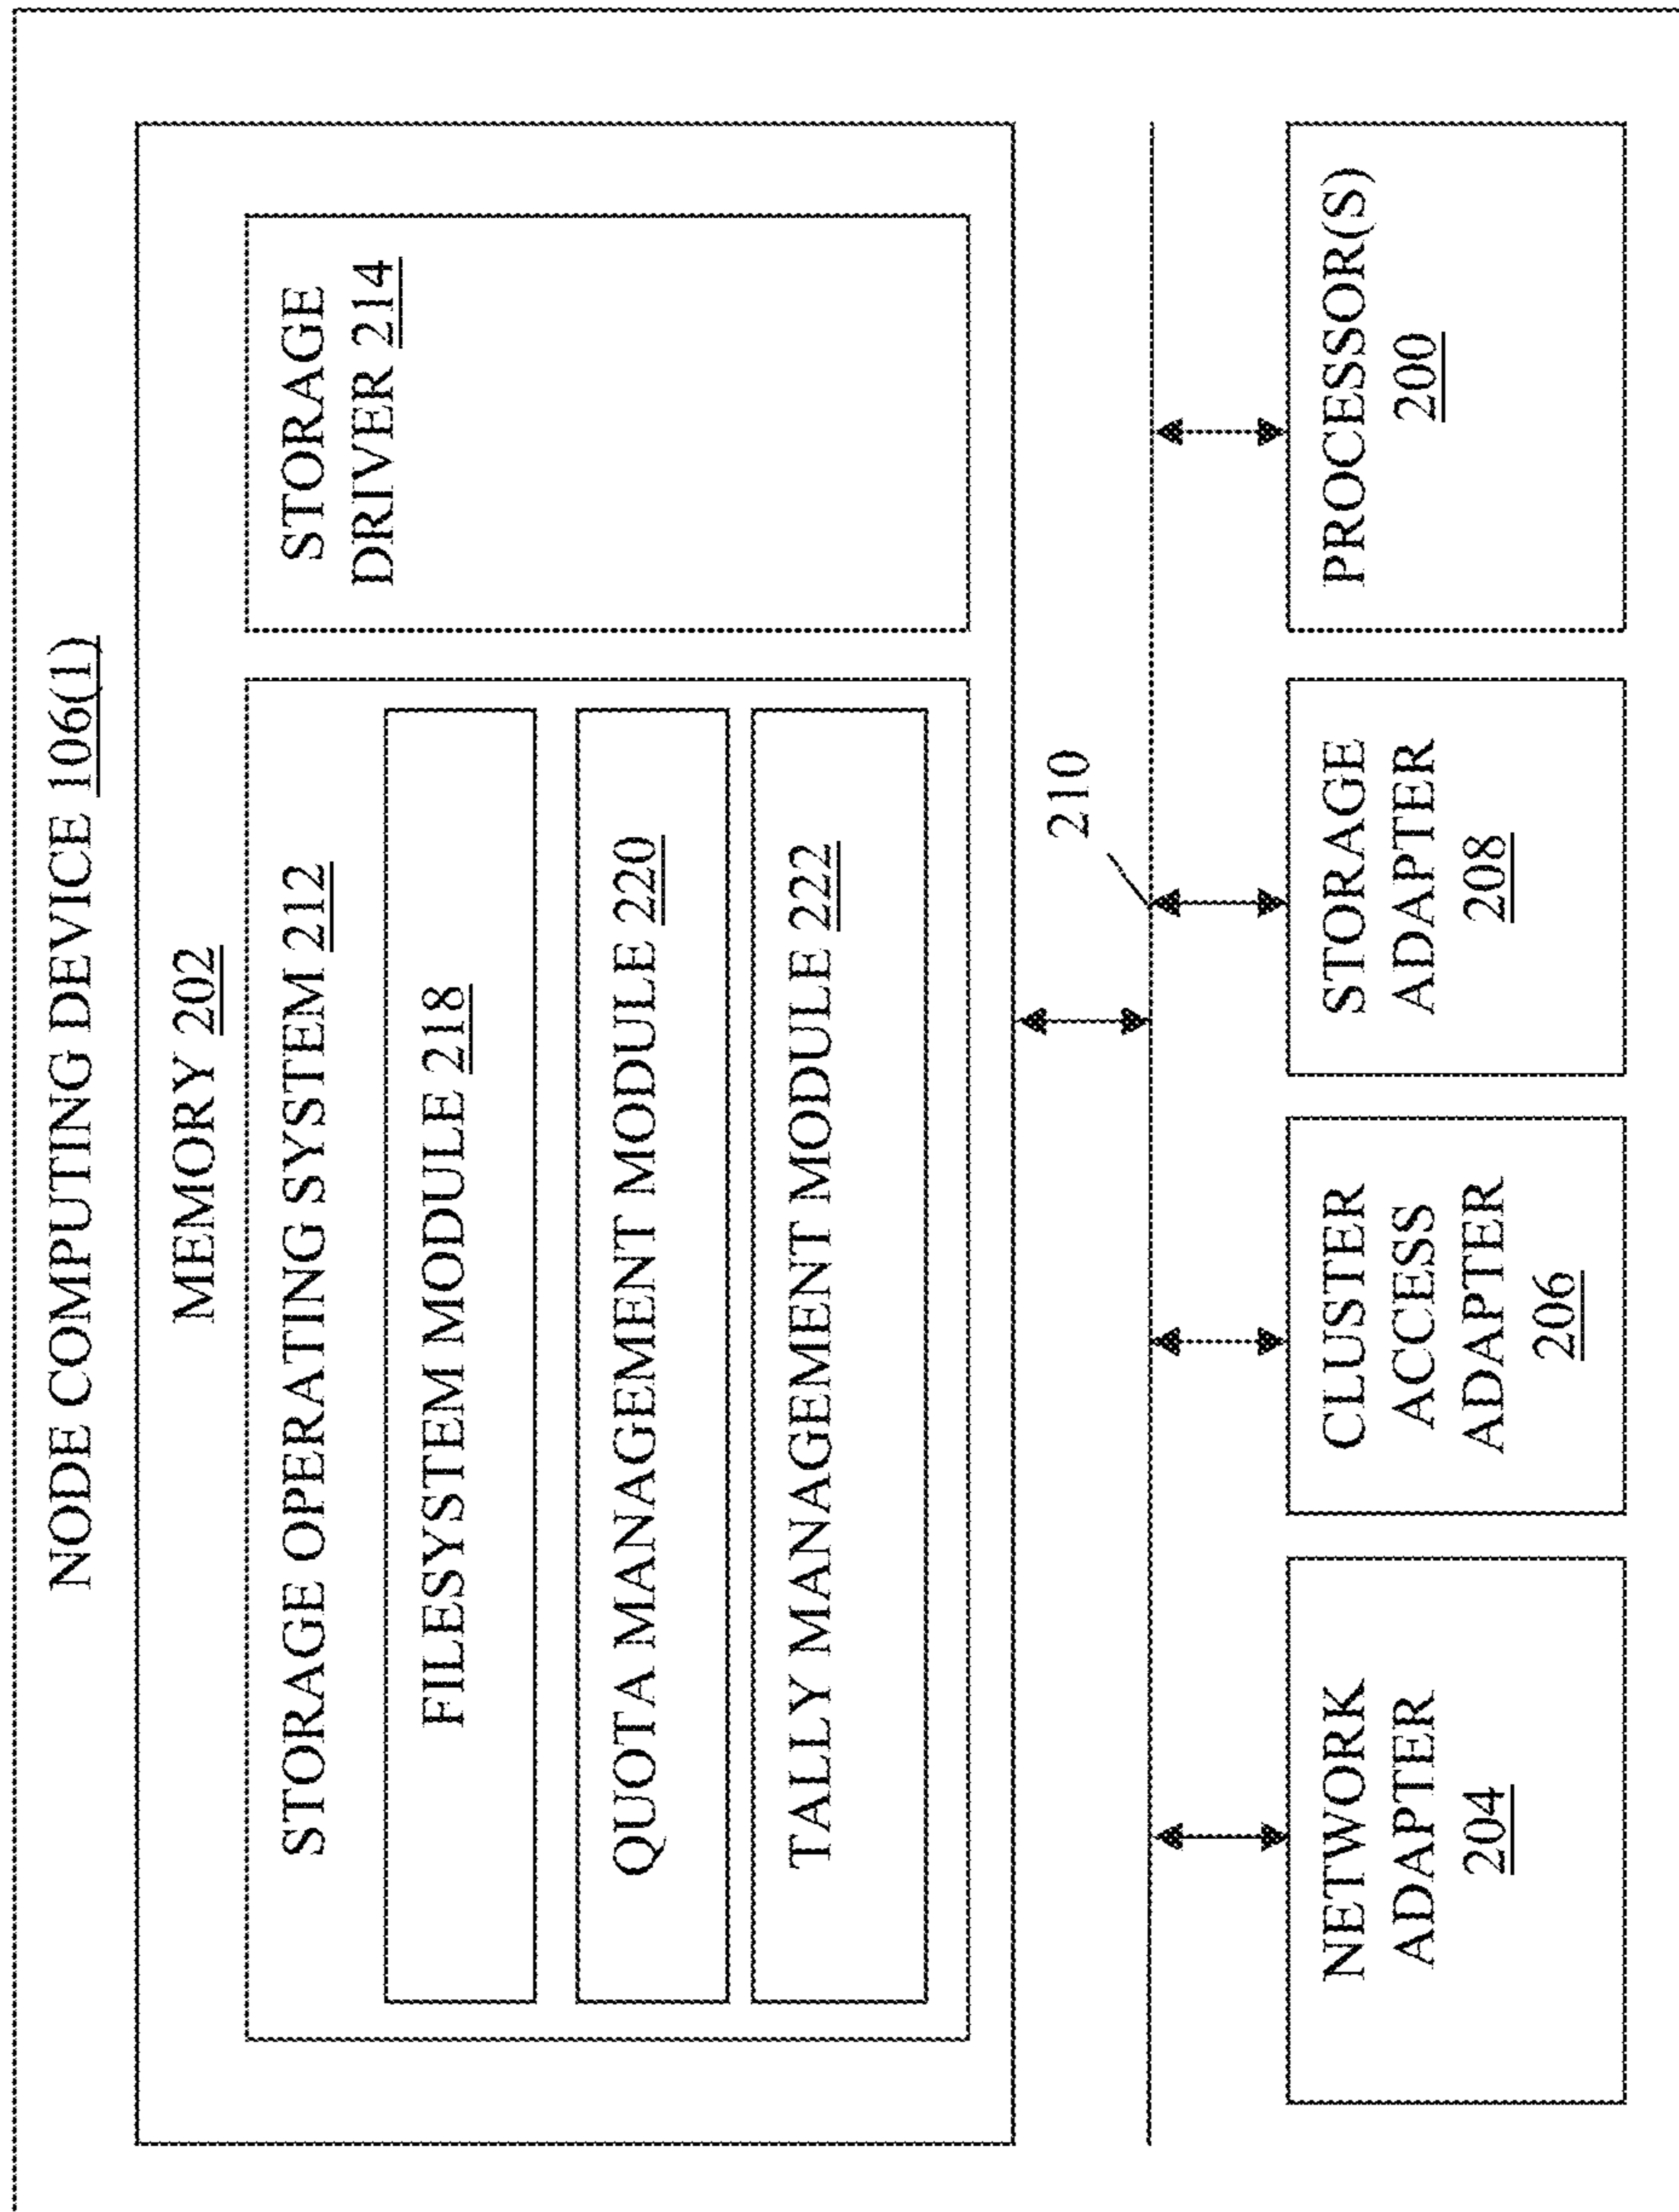 NODE COMPUTING DEVICE 106(1)
MEMORY 202
STORAGE OPERATING SYSTEM 212
FILESYSTEM MODULE 218
QUOTA MANAGEMENT MODULE 220
TALLY MANAGEMENT MODULE 222
STORAGE
DRIVER 214
210
NETWORK
ADAPTER
204
CLUSTER
ACCESS
ADAPTER
206
STORAGE
ADAPTER
208
PROCESSOR(S)
200